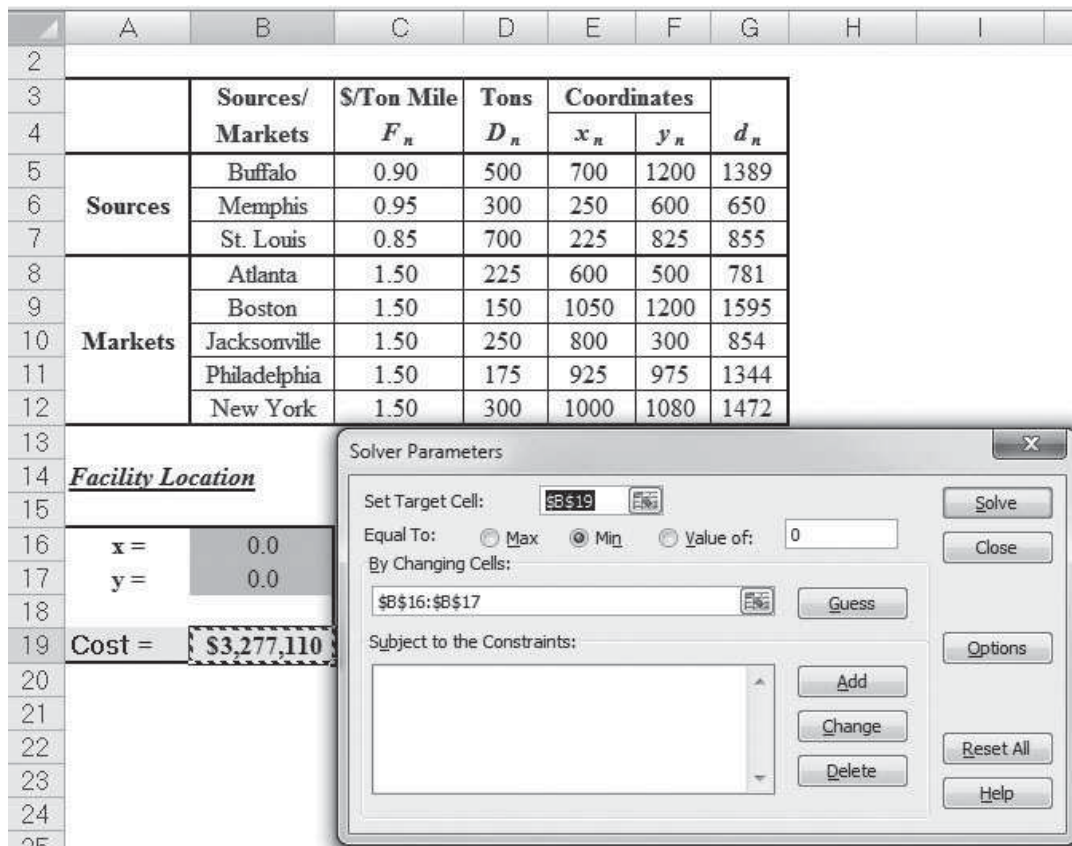 A B C D E F G H I
2
3 Sources/ $/Ton Mile Tons Coordinates
4 Markets F n D n x n y n d n
5 Buffalo 0.90 500 700 1200 1389
6 Sources Memphis 0.95 300 250 600 650
7 St. Louis 0.85 700 225 825 855
8 Atlanta 1.50 225 600 500 781
9 Boston 1.50 150 1050 1200 1595
10 Markets Jacksonville 1.50 250 800 300 854
11 Philadelphia 1.50 175 925 975 1344
12 New York 1.50 300 1000 1080 1472
13
14 Facility Location
15
16 x = 0.0
17 y = 0.0
18
19 Cost = $3,277,110
20
21
22
23
24
25
Solver Parameters
Set Target Cell: $B$19 Solve
Equal To: Max Min Value of: 0 Close
By Changing Cells:
$B$16:$B$17 Guess
Subject to the Constraints: Options
Add
Change
Reset All
Delete
Help